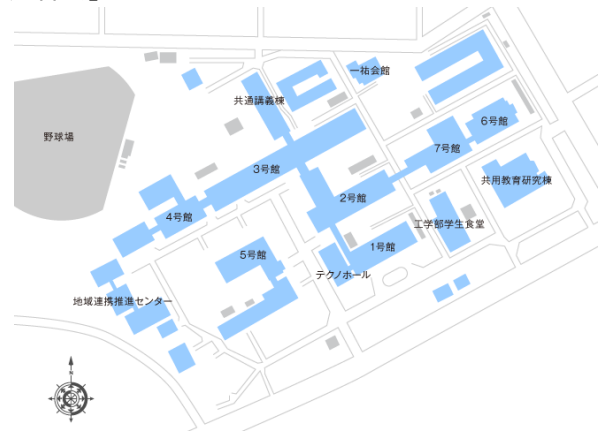 一祐会館
共通講義棟
野球場
6号館
7号館
3号館
共用教育研究棟
2号館
4号館
工学部学生食堂
1号館
5号館
テクノホール
地域連携推進センター
N